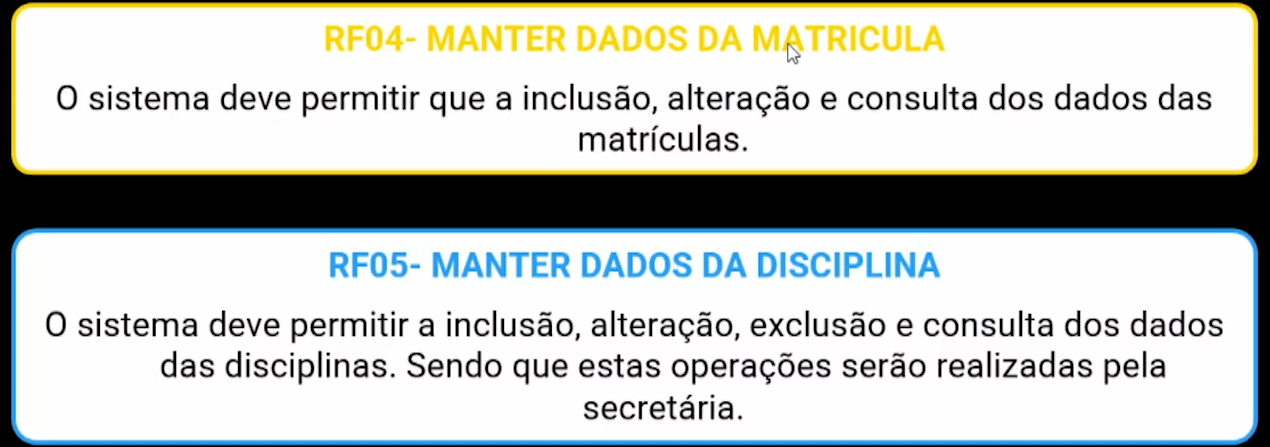 RF04- MANTER DADOS DA MATRICULA
O sistema deve permitir que a inclusão, alteração e consulta dos dados das
matrículas.
RF05- MANTER DADOS DA DISCIPLINA
O sistema deve permitir a inclusão, alteração, exclusão e consulta dos dados
das disciplinas. Sendo que estas operações serão realizadas pela
secretária.